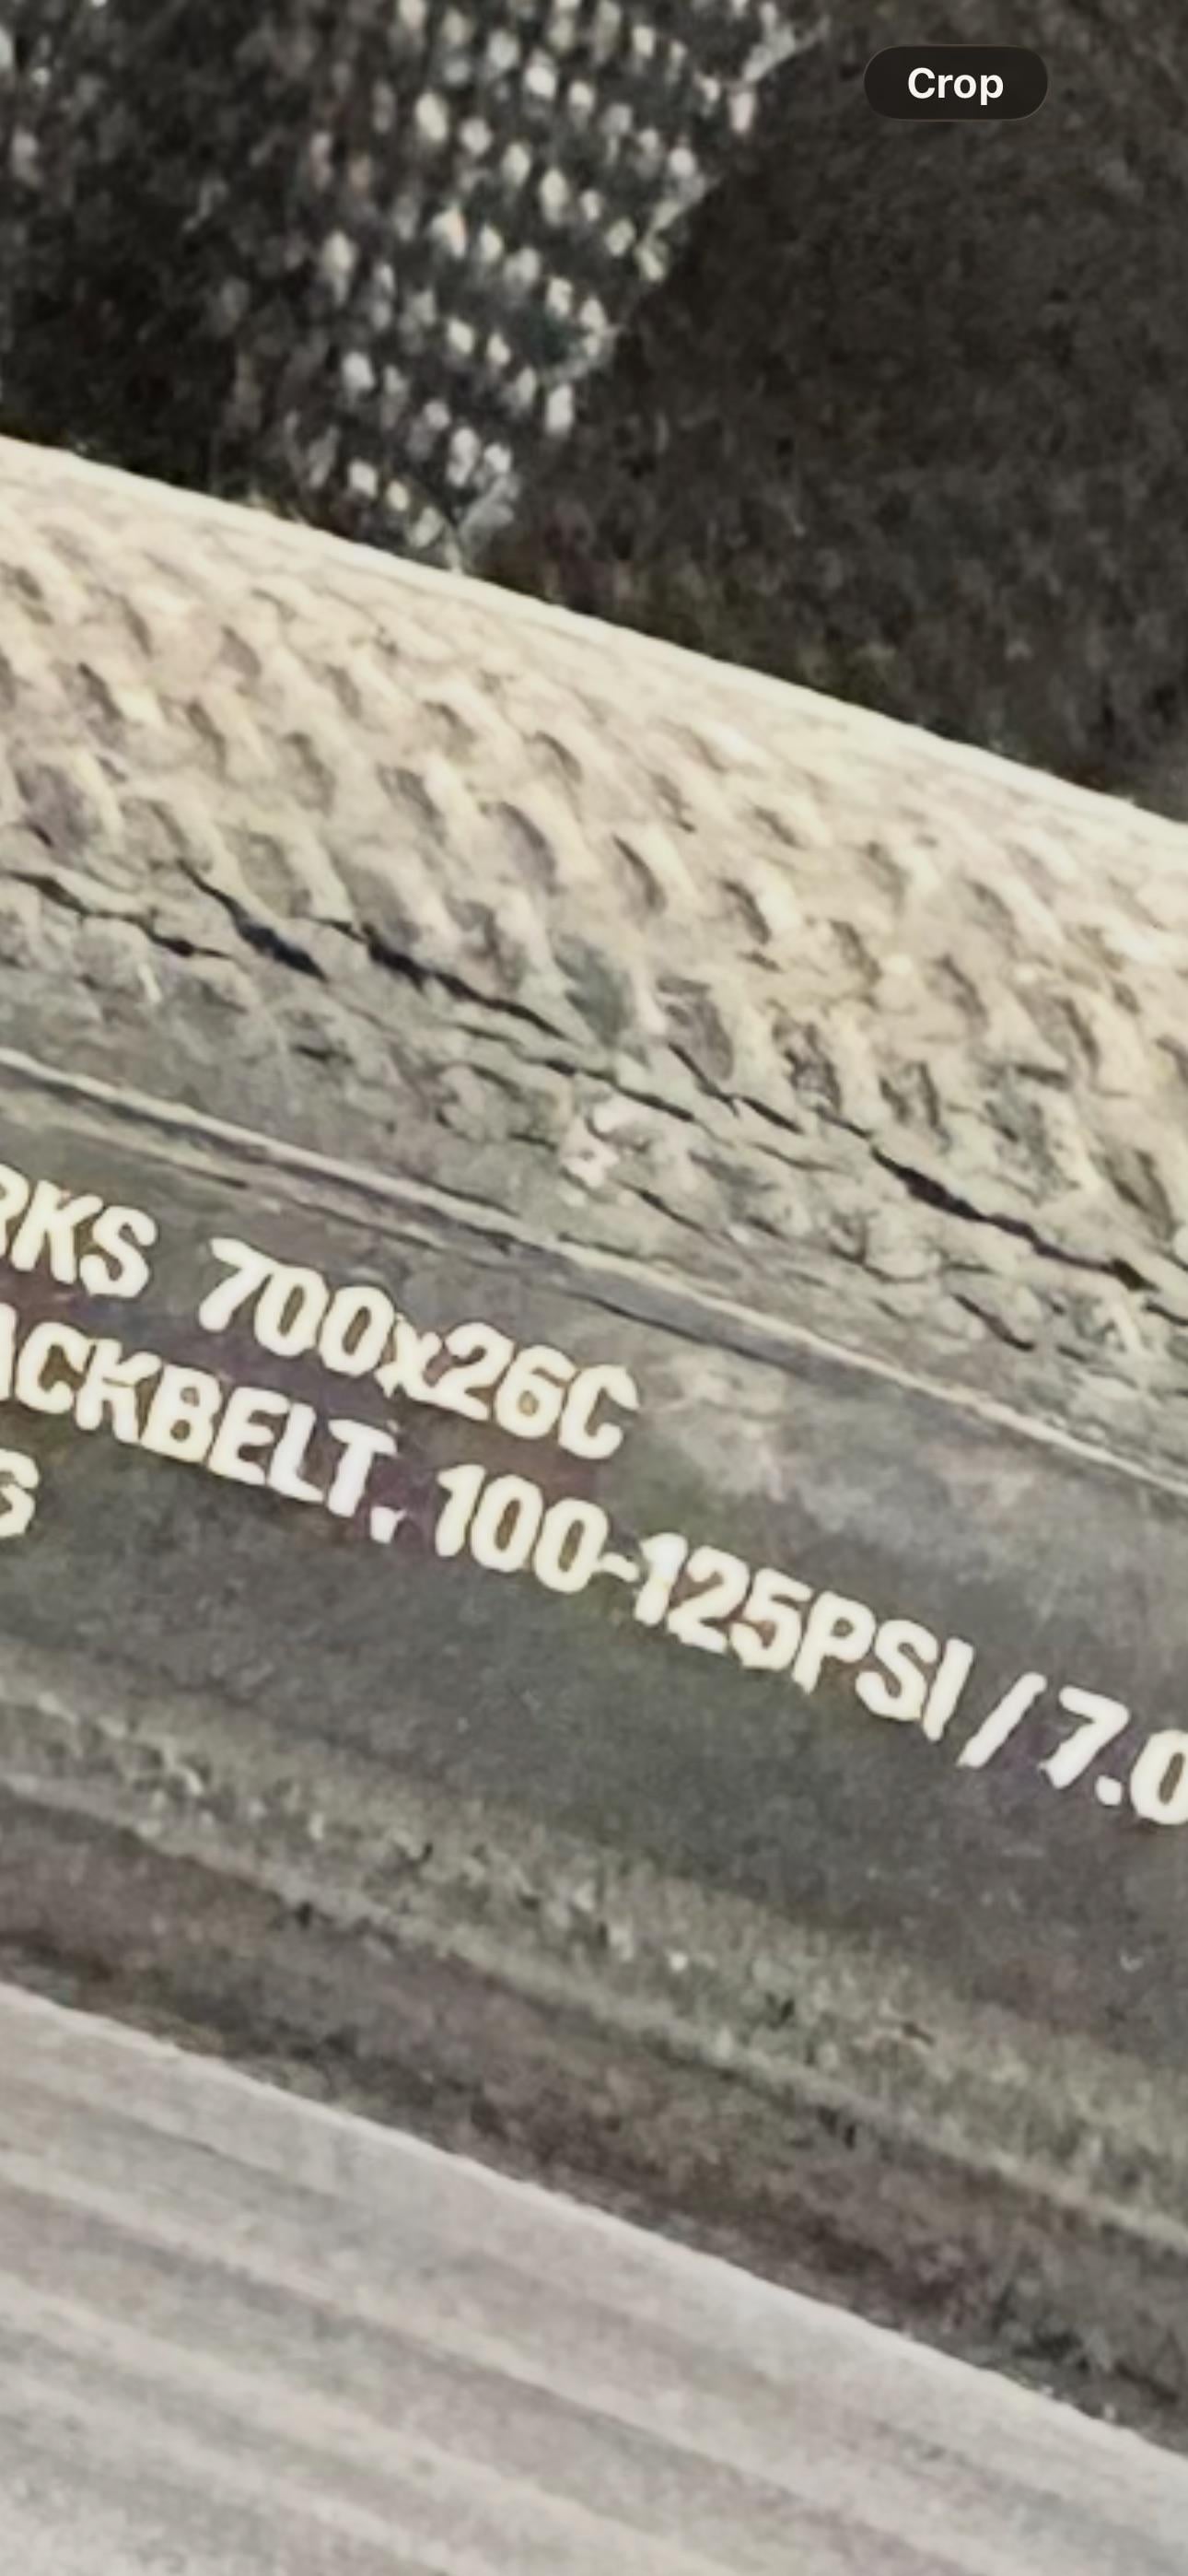 Crop
RKS 700x26C
ACKBELT. 100-125PSI / 7.0
G